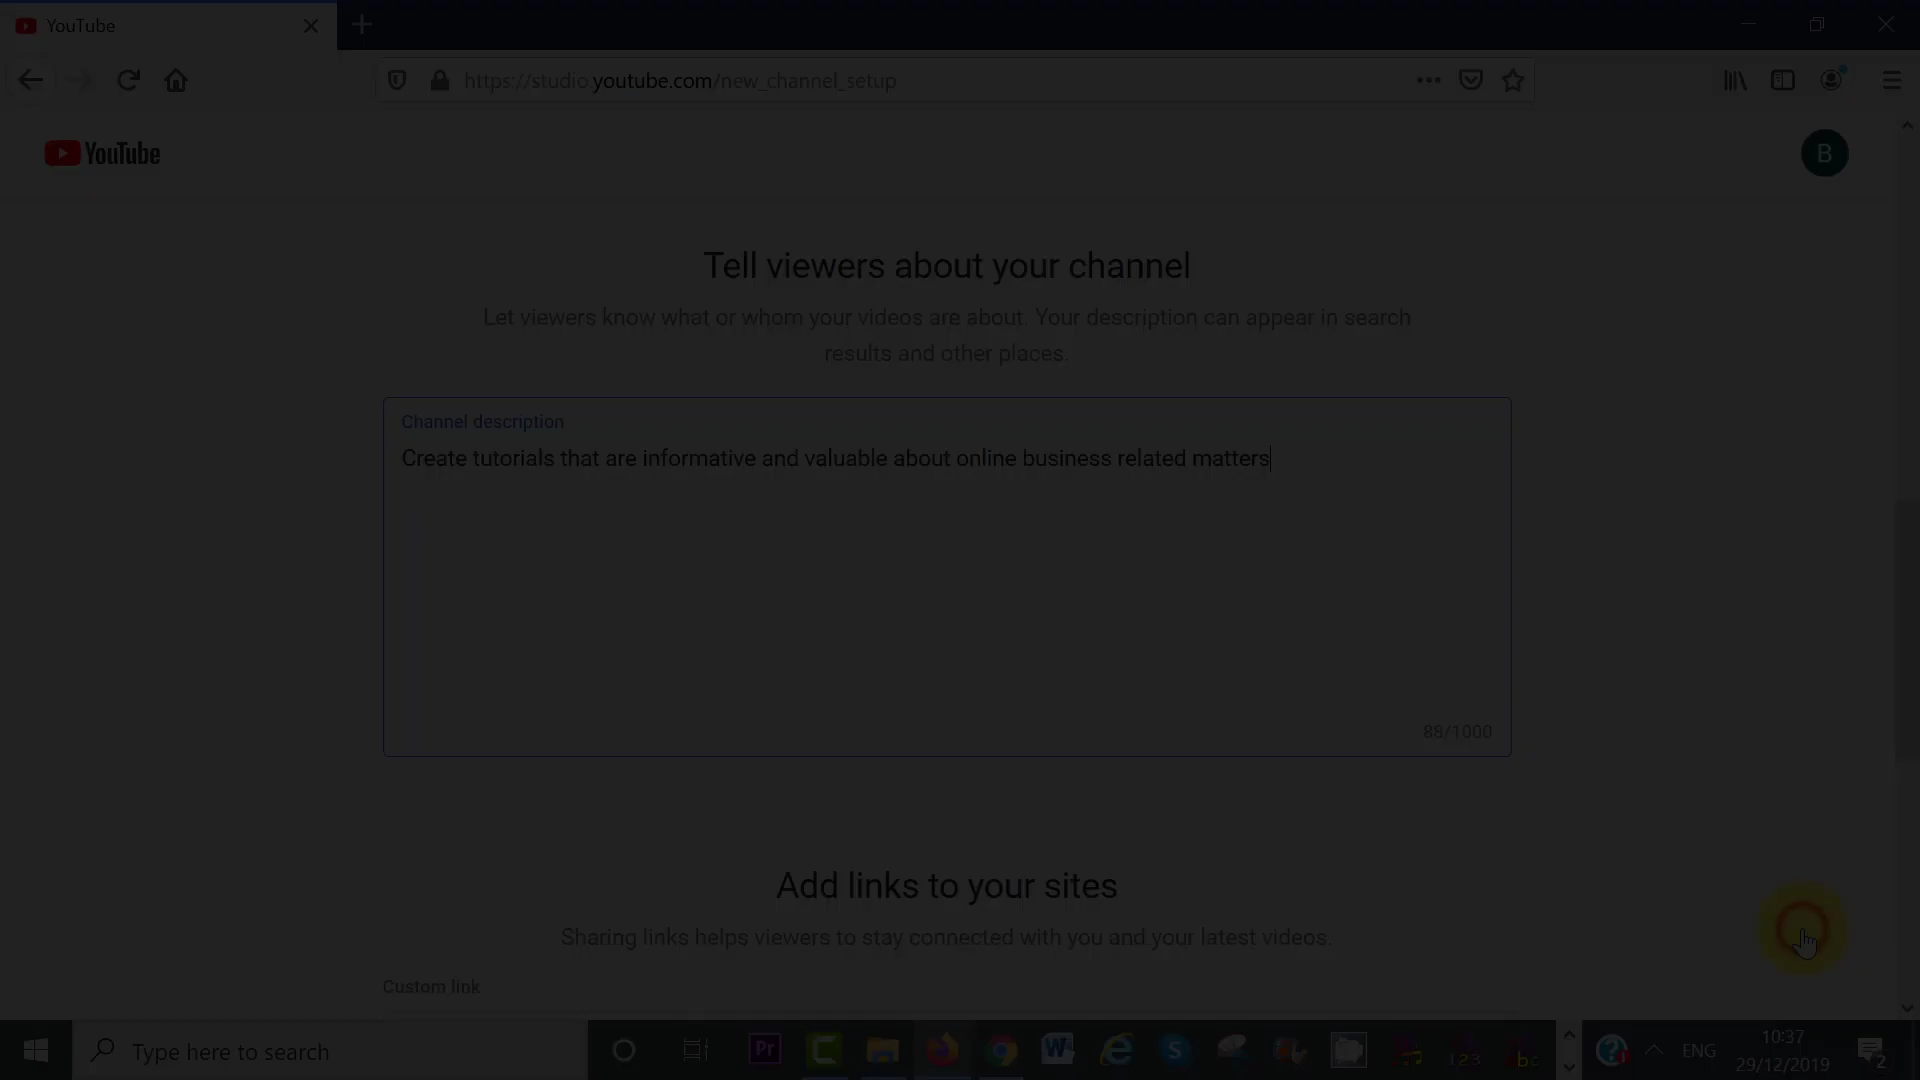 YouTube
https://studio.youtube.com/new_channel_setup
YouTube
B
Tell viewers about your channel
Let viewers know what or whom your videos are about. Your description can appear in search
results and other places.
Channel description
Create tutorials that are informative and valuable about online business related matters
88/1000
Add links to your sites
Sharing links helps viewers to stay connected with you and your latest videos.
Custom link
Type here to search
Pr
C
W
S
123
abc
ENG
10:37
29/12/2019
2